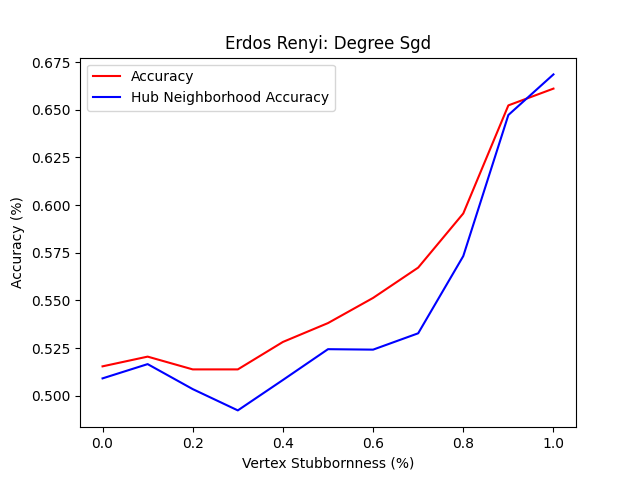 Erdos Renyi: Degree Sgd
Accuracy
Hub Neighborhood Accuracy
Accuracy (%)
0.675
0.650
0.625
0.600
0.575
0.550
0.525
0.500
0.0 0.2 0.4 0.6 0.8 1.0
Vertex Stubbornness (%)